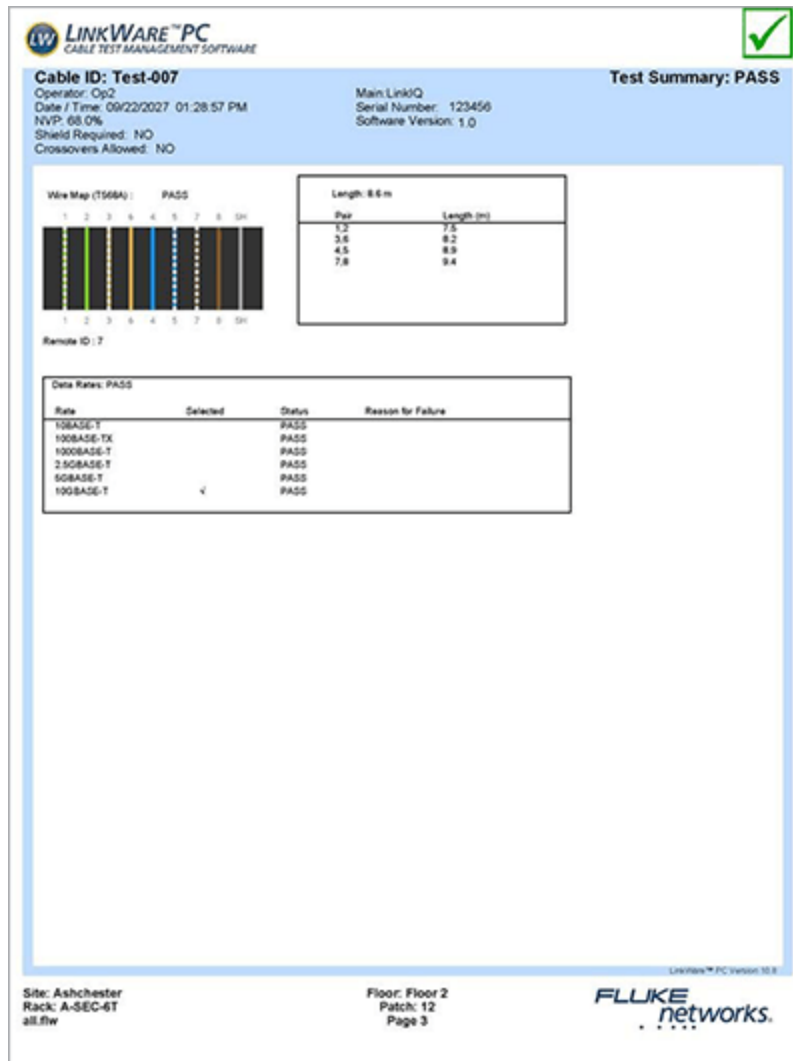 LW LINKWARE™PC
CABLE TEST MANAGEMENT SOFTWARE
Cable ID: Test-007
Test Summary: PASS
Operator: Op2
Date / Time: 09/22/2027 01:28:57 PM
NVP: 68.0%
Shield Required: NO
Crossovers Allowed: NO
Main:LinkIQ
Serial Number: 123456
Software Version: 1.0
Wire Map (T568A) : PASS
1 2 3 6 4 5 7 8 SH
1 2 3 6 4 5 7 8 SH
Remote ID : 7
Length: 8.6 m
Pair Length (m)
1,2 7.5
3,6 8.2
4,5 8.9
7,8 9.4
Data Rates: PASS
Rate Selected Status Reason for Failure
10BASE-T PASS
100BASE-TX PASS
1000BASE-T PASS
2.5GBASE-T PASS
5GBASE-T PASS
10GBASE-T √ PASS
LinkWare™ PC Version 10.8
Site: Ashchester
Rack: A-SEC-6T
all.flw
Floor: Floor 2
Patch: 12
Page 3
FLUKE
networks.